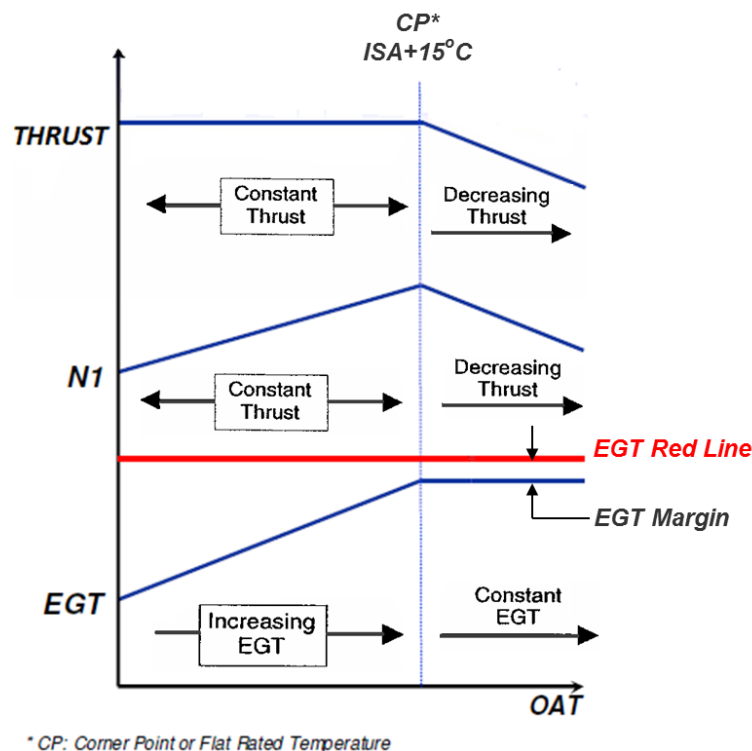 CP*
ISA+15°C
THRUST
Constant
Thrust
Decreasing
Thrust
N1
Constant
Thrust
Decreasing
Thrust
EGT Red Line
EGT Margin
EGT
Increasing
EGT
Constant
EGT
OAT
* CP: Corner Point or Flat Rated Temperature